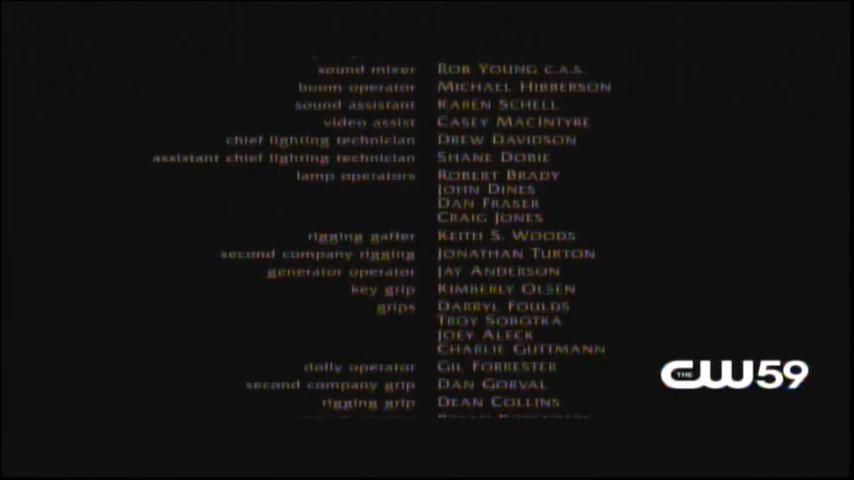 sound mixer ROB YOUNG C.A.S.
boom operator MICHAEL HIBBERSON
sound assistant KAREN SCHELL
video assist CASEY MACINTYRE
chief lighting technician DREW DAVIDSON
assistant chief lighting technician SHANE DOBIE
lamp operators ROBERT BRADY
JOHN DINES
DAN FRASER
CRAIG JONES
rigging gaffer KEITH S. WOODS
second company rigging JONATHAN TURTON
generator operator JAY ANDERSON
key grip KIMBERLY OLSEN
grips DARRYL FOULDS
TROY SOBOTKA
JOEY ALECK
CHARLIE GUTTMANN
dolly operator GIL FORRESTER
second company grip DAN GORVAL
rigging grip DEAN COLLINS
THE CW59